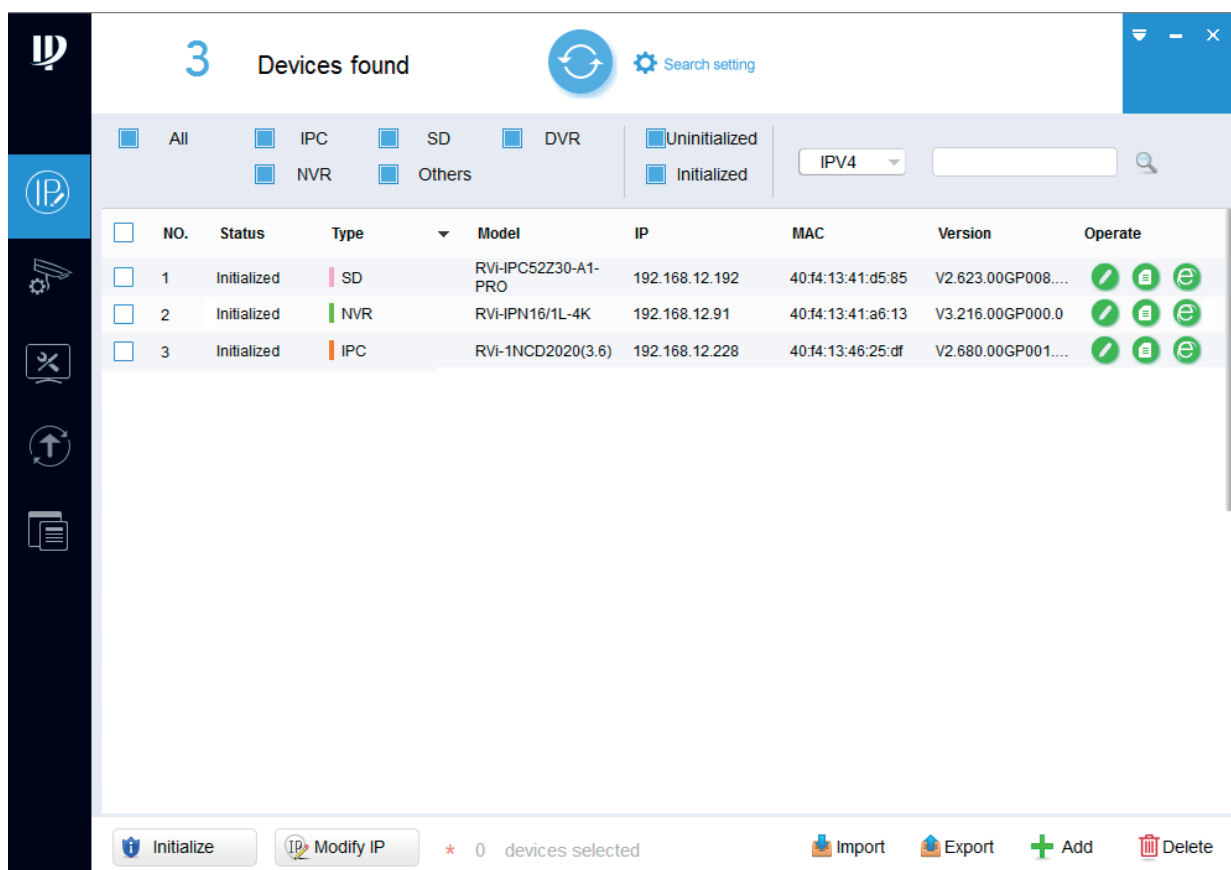 IP
3 Devices found Search setting
All IPC SD DVR Uninitialized
NVR Others Initialized
IPV4
IP
NO. Status Type Model IP MAC Version Operate
1 Initialized SD RVi-IPC52Z30-A1-PRO 192.168.12.192 40:f4:13:41:d5:85 V2.623.00GP008....
2 Initialized NVR RVi-IPN16/1L-4K 192.168.12.91 40:f4:13:41:a6:13 V3.216.00GP000.0
3 Initialized IPC RVi-1NCD2020(3.6) 192.168.12.228 40:f4:13:46:25:df V2.680.00GP001....
Initialize IP Modify IP * 0 devices selected Import Export Add Delete